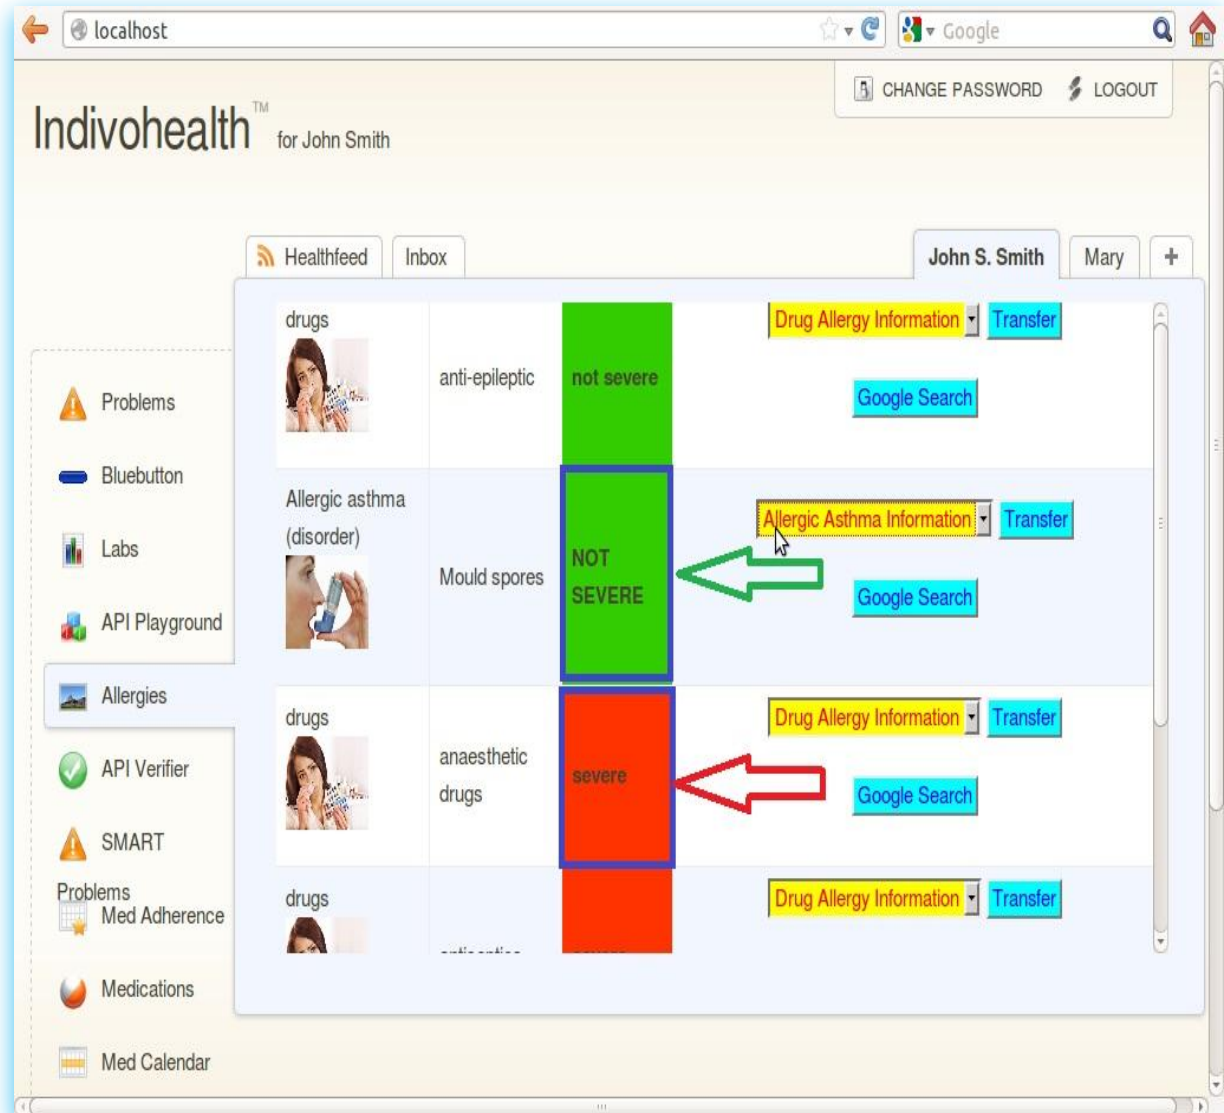 localhost
Google
CHANGE PASSWORD
LOGOUT
Indivohealth™ for John Smith
Healthfeed
Inbox
John S. Smith
Mary
+
Problems
Bluebutton
Labs
API Playground
Allergies
API Verifier
SMART
Problems
Med Adherence
Medications
Med Calendar
drugs
anti-epileptic
not severe
Drug Allergy Information
Transfer
Google Search
Allergic asthma
(disorder)
Mould spores
NOT
SEVERE
Allergic Asthma Information
Transfer
Google Search
drugs
anaesthetic
drugs
severe
Drug Allergy Information
Transfer
Google Search
drugs
Drug Allergy Information
Transfer